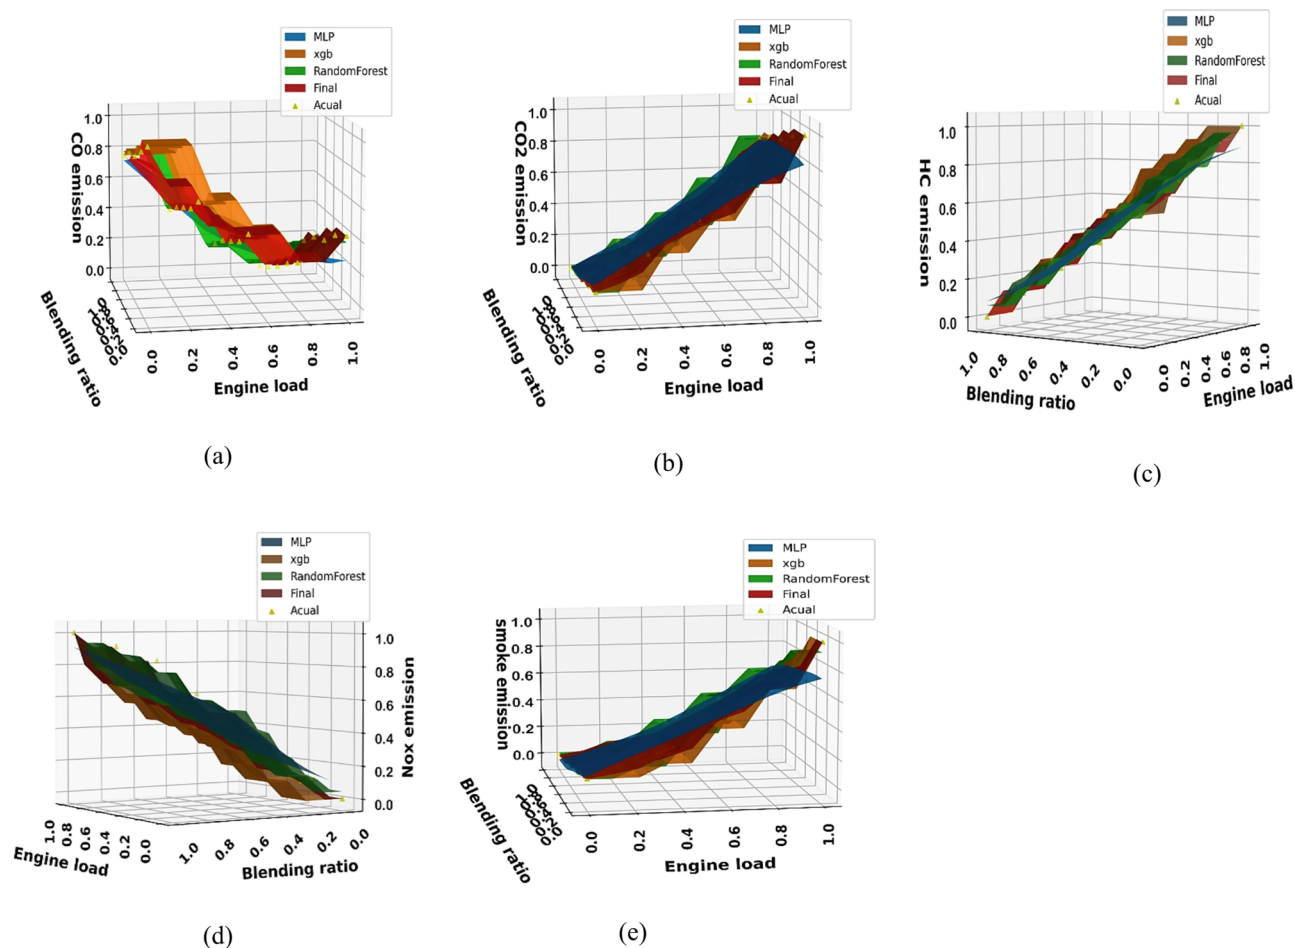 MLP
xgb
RandomForest
Final
Acual
CO emission
1.0
0.8
0.6
0.4
0.2
0.0
Blending ratio
0.0
0.2
0.4
0.6
0.8
1.0
Engine load
(a)
MLP
xgb
RandomForest
Final
Acual
CO2 emission
1.0
0.8
0.6
0.4
0.2
0.0
Blending ratio
0.0
0.2
0.4
0.6
0.8
1.0
Engine load
(b)
MLP
xgb
RandomForest
Final
Acual
HC emission
1.0
0.8
0.6
0.4
0.2
0.0
1.0
0.8
0.6
0.4
0.2
0.0
Blending ratio
0.0
0.2
0.4
0.6
0.8
1.0
Engine load
(c)
MLP
xgb
RandomForest
Final
Acual
Nox emission
1.0
0.8
0.6
0.4
0.2
0.0
1.0
0.8
0.6
0.4
0.2
0.0
Engine load
1.0
0.8
0.6
0.4
0.2
0.0
Blending ratio
(d)
MLP
xgb
RandomForest
Final
Acual
smoke emission
1.0
0.8
0.6
0.4
0.2
0.0
Blending ratio
0.0
0.2
0.4
0.6
0.8
1.0
Engine load
(e)